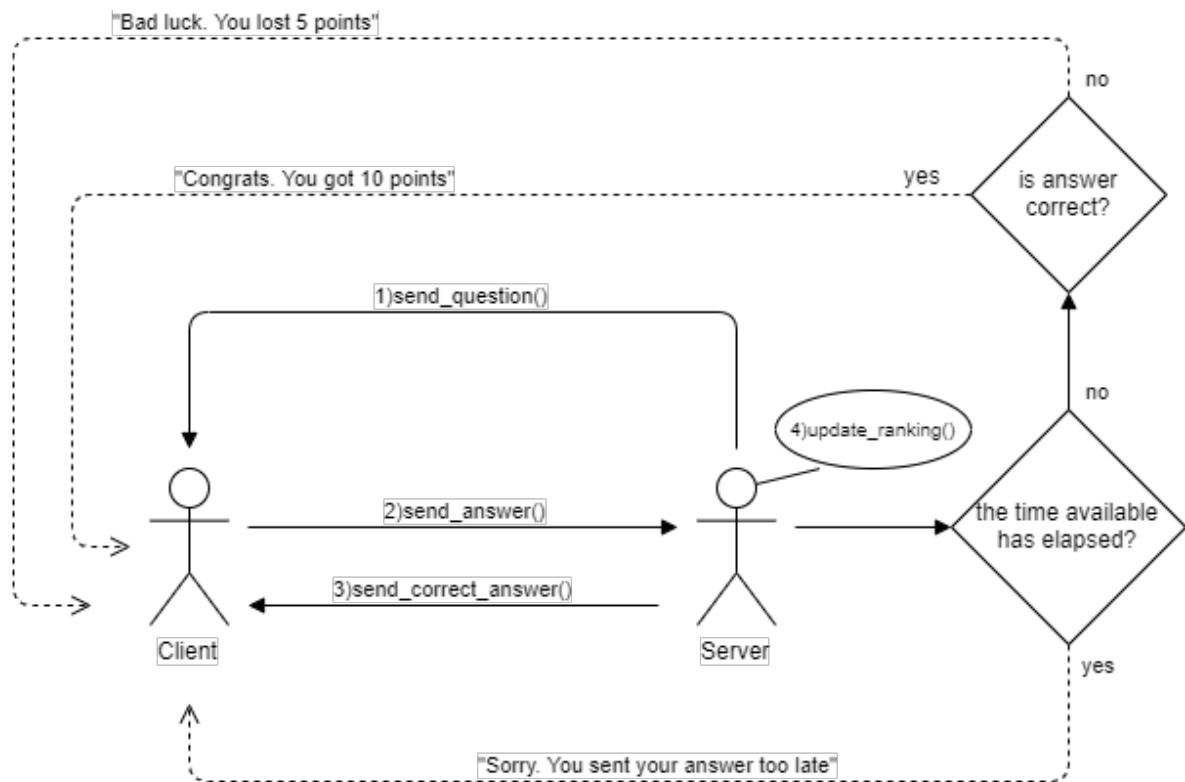 "Bad luck. You lost 5 points"
no
"Congrats. You got 10 points"
yes
is answer
correct?
1)send_question()
no
4)update_ranking()
2)send_answer()
the time available
has elapsed?
3)send_correct_answer()
Client
Server
yes
"Sorry. You sent your answer too late"